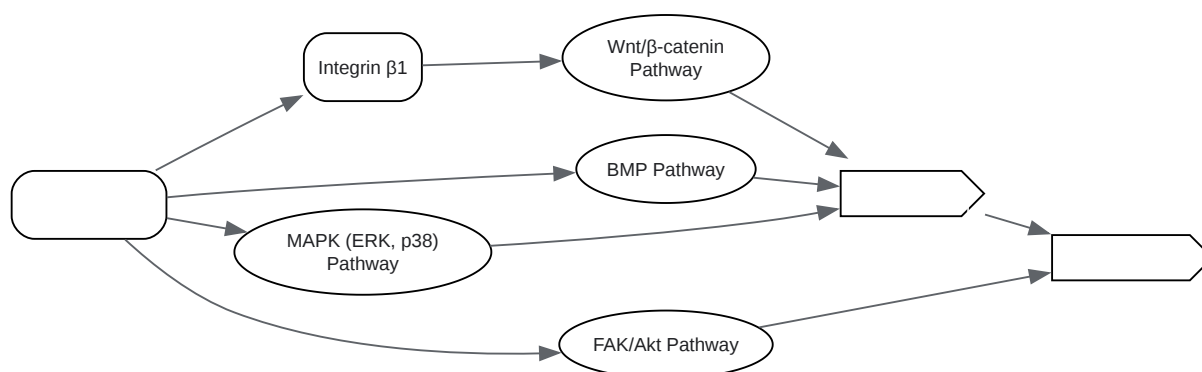 Wnt/β-catenin
Pathway
Integrin β1
BMP Pathway
MAPK (ERK, p38)
Pathway
FAK/Akt Pathway